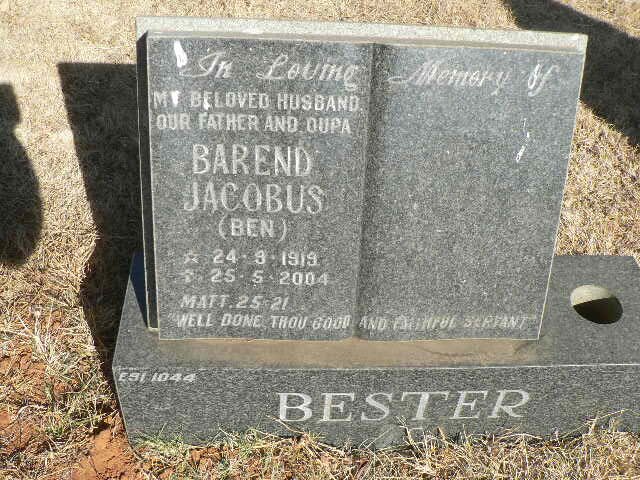 In Loving Memory Of
MY BELOVED HUSBAND,
OUR FATHER AND OUPA
BAREND
JACOBUS
(BEN)
☆ 24-9-1919
✝ 25-5-2004
MATT. 25-21
"WELL DONE THOU GOOD AND FAITHFUL SERVANT"
ESI 1044
BESTER